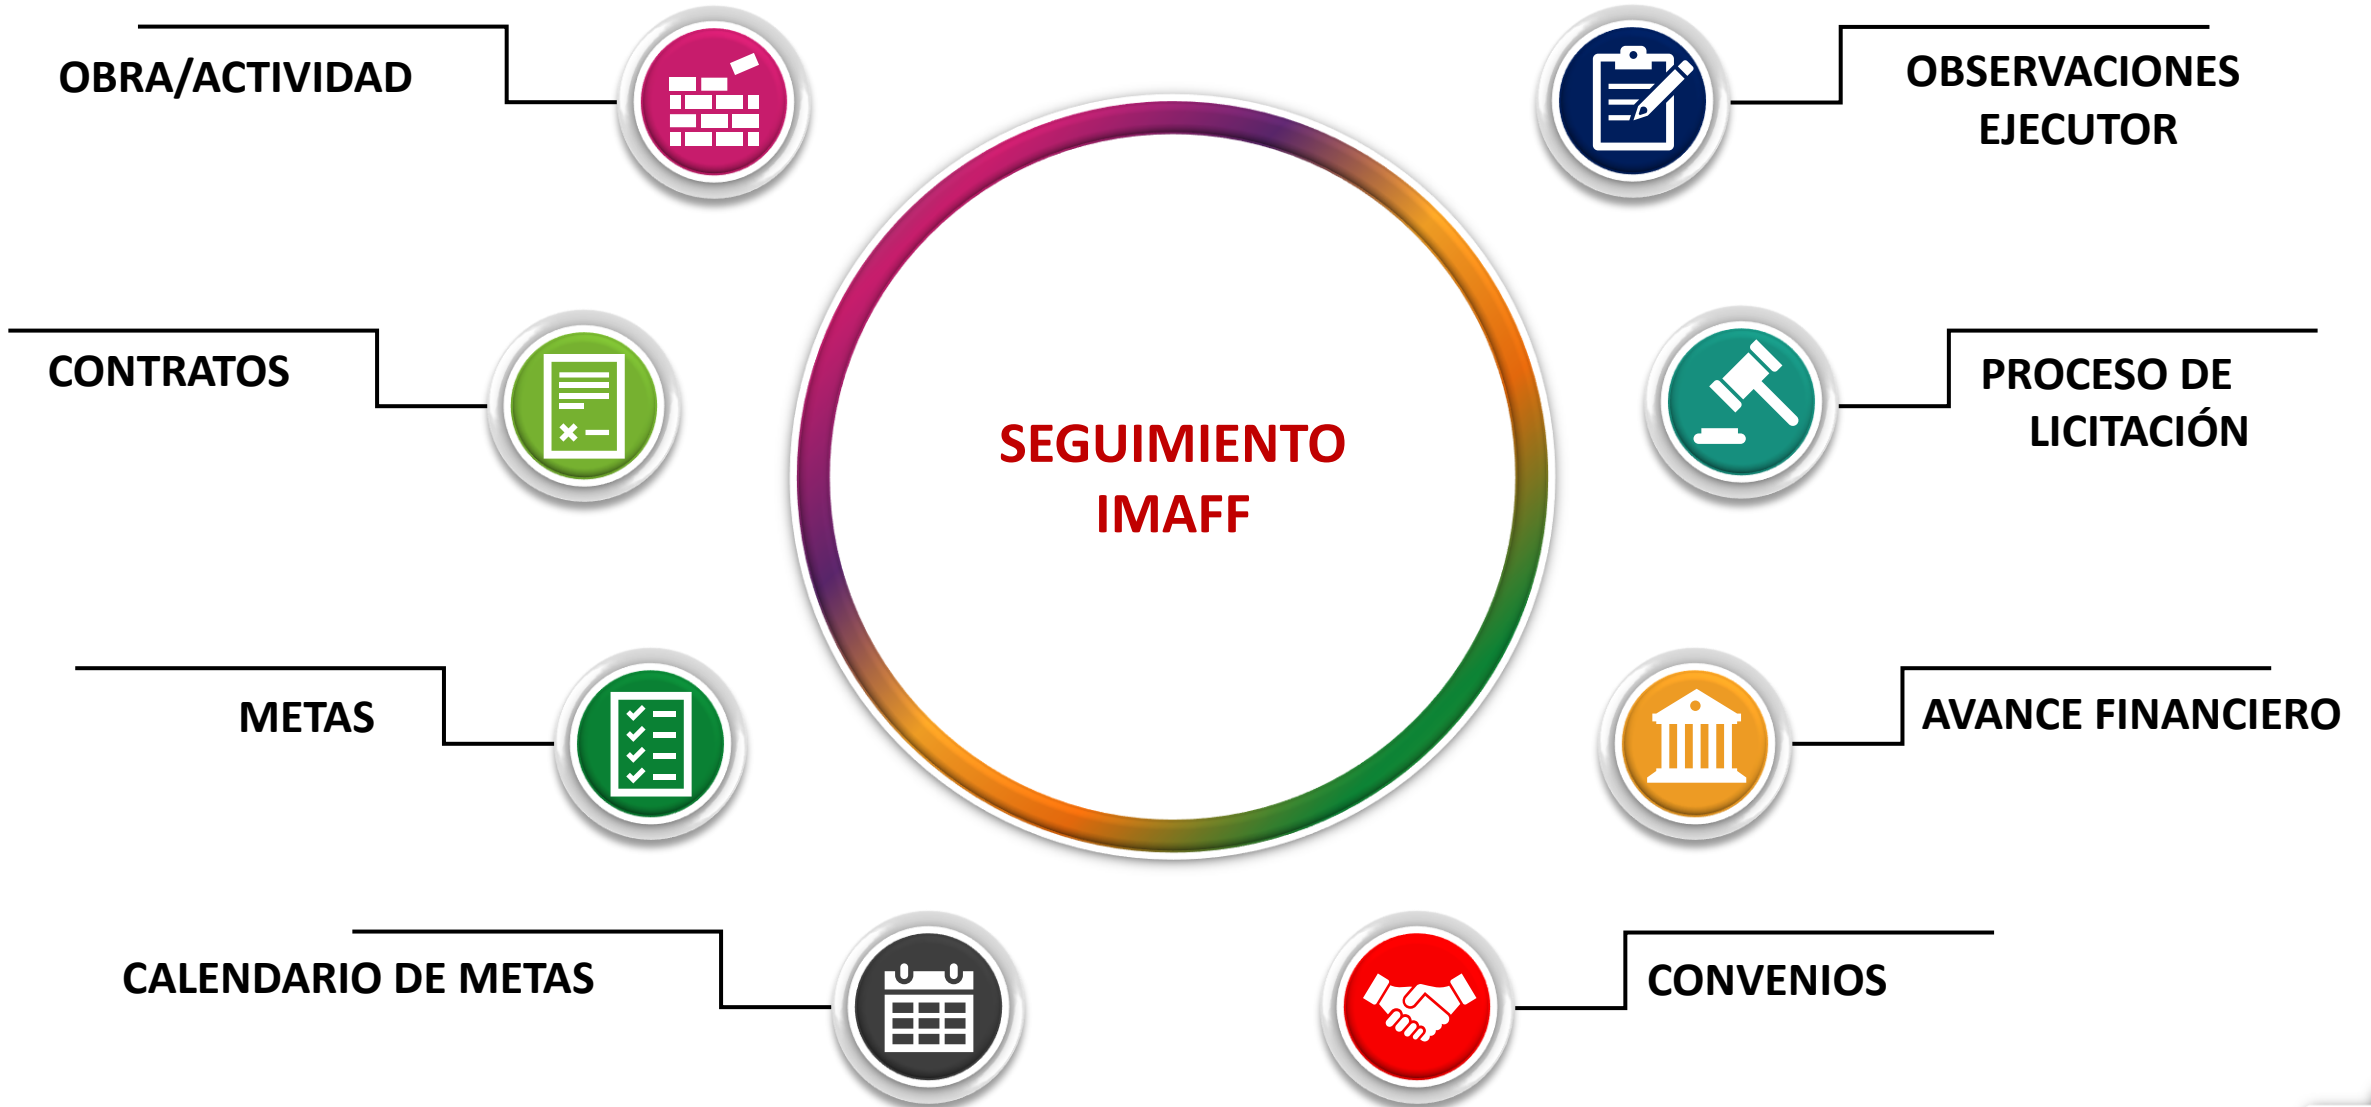 OBRA/ACTIVIDAD
CONTRATOS
METAS
CALENDARIO DE METAS
SEGUIMIENTO
IMAFF
OBSERVACIONES
EJECUTOR
PROCESO DE
LICITACIÓN
AVANCE FINANCIERO
CONVENIOS